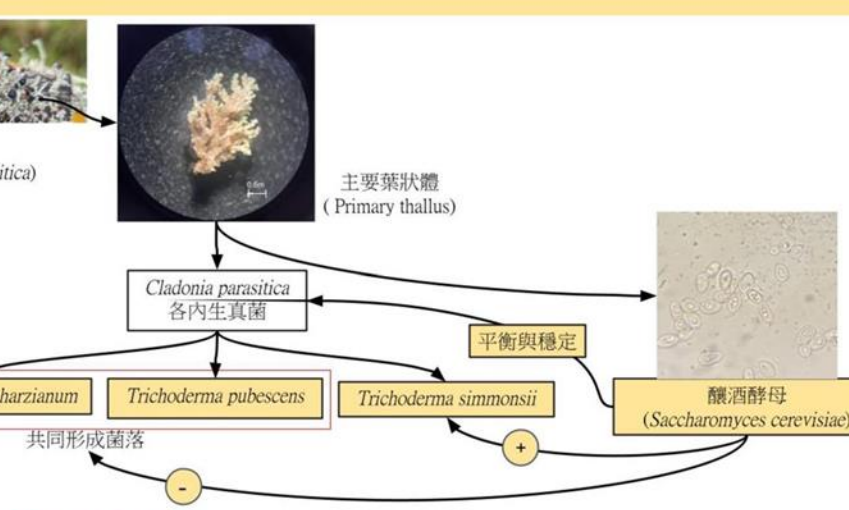 itica)
0.6m
主要葉狀體
( Primary thallus)
Cladonia parasitica
各內生真菌
平衡與穩定
harzianum
Trichoderma pubescens
Trichoderma simmonsii
釀酒酵母
(Saccharomyces cerevisiae)
共同形成菌落
+
-